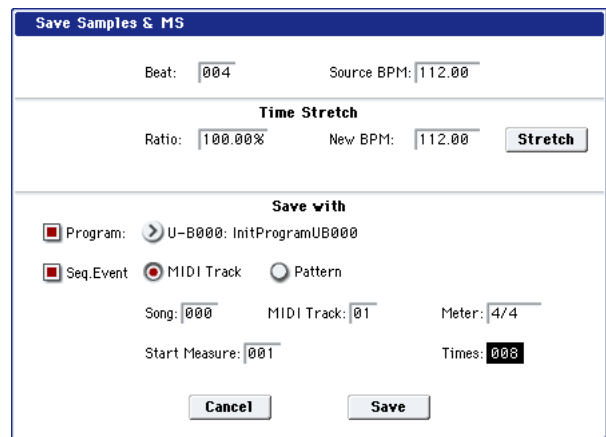 Save Samples & MS
Beat: 004 Source BPM: 112.00
Time Stretch
Ratio: 100.00% New BPM: 112.00 Stretch
Save with
Program: U-B000: InitProgramUB000
Seq.Event MIDI Track Pattern
Song: 000 MIDI Track: 01 Meter: 4/4
Start Measure: 001 Times: 008
Cancel Save